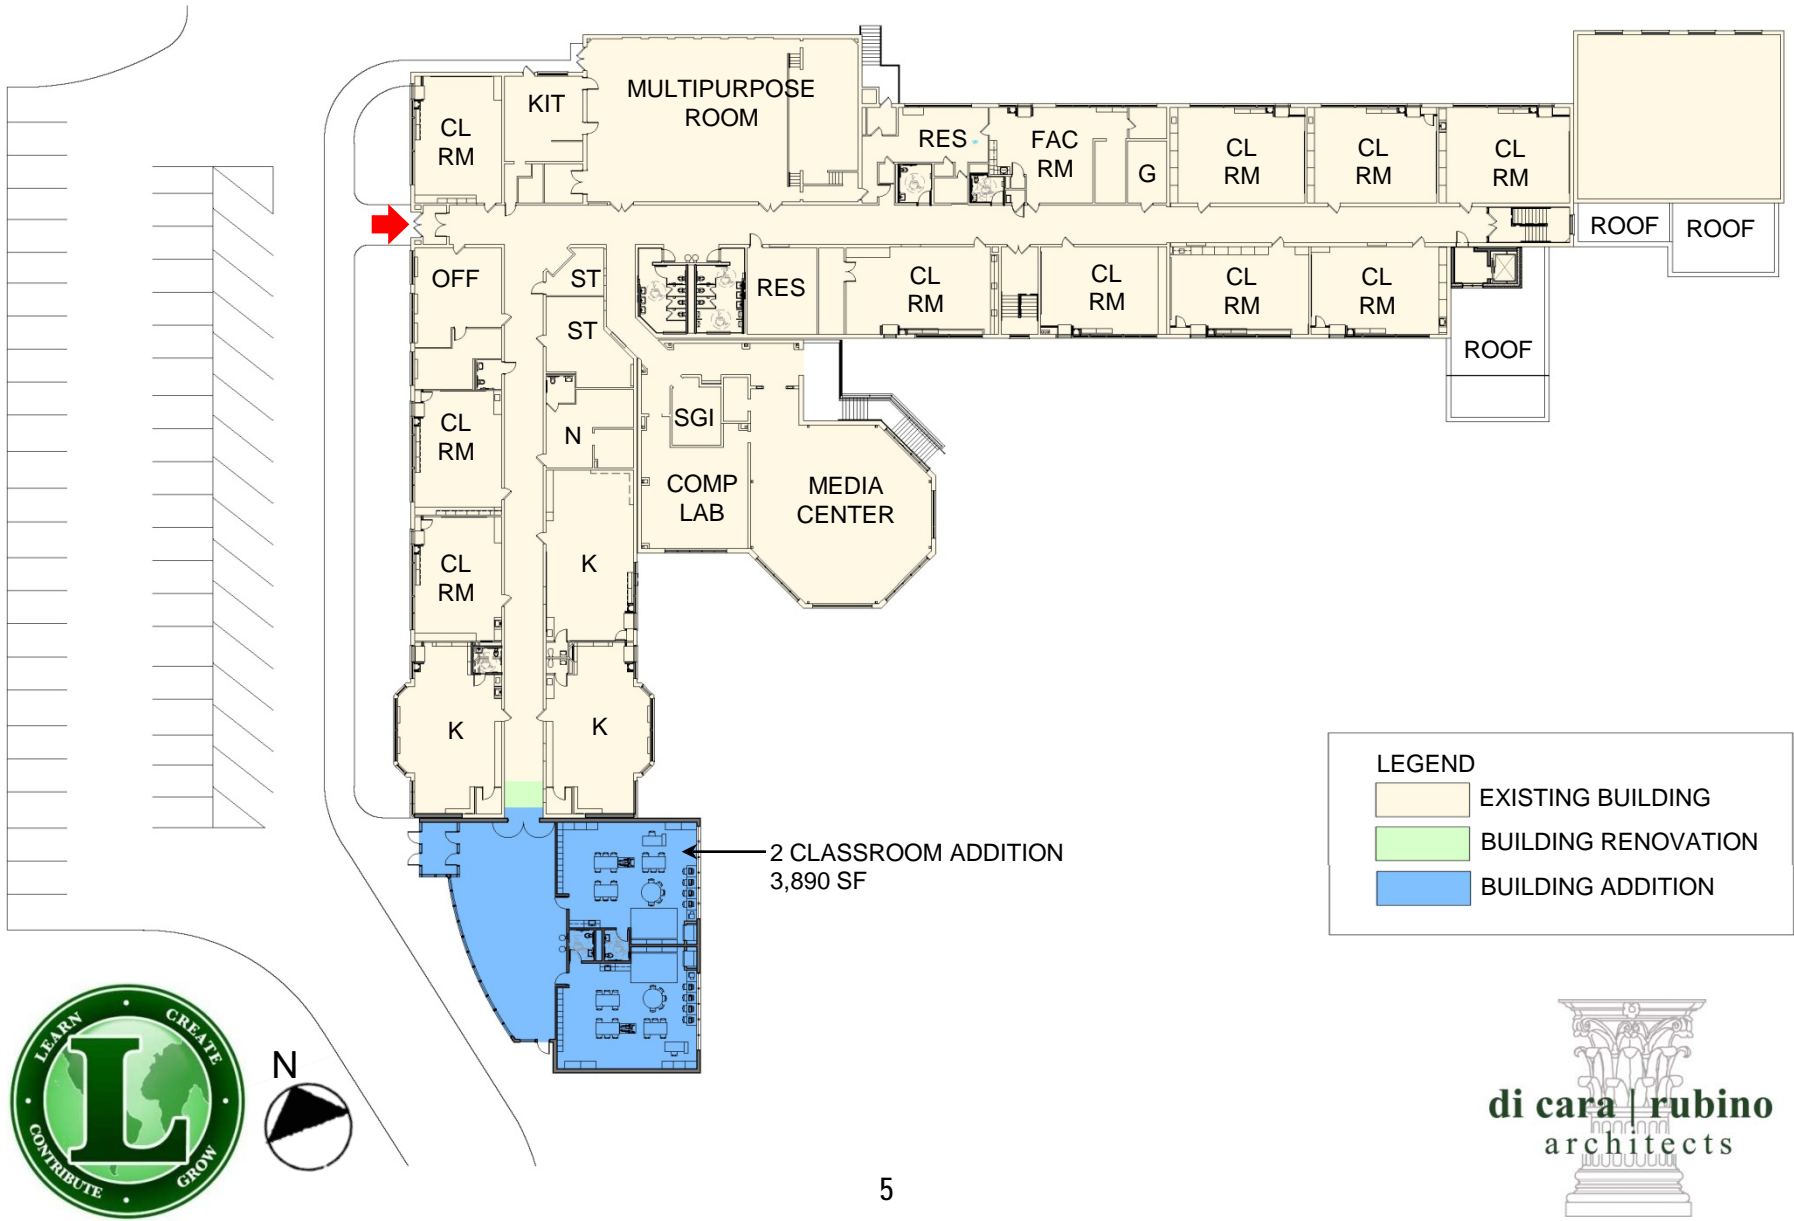 MULTIPURPOSE
ROOM
KIT
CL
RM
RES
FAC
RM
G
CL
RM
CL
RM
CL
RM
ROOF
ROOF
OFF
ST
ST
RES
CL
RM
CL
RM
CL
RM
CL
RM
ROOF
CL
RM
N
SGI
COMP
LAB
MEDIA
CENTER
CL
RM
K
K
K
LEGEND
EXISTING BUILDING
BUILDING RENOVATION
BUILDING ADDITION
2 CLASSROOM ADDITION
3,890 SF
LEARN
CREATE
CONTRIBUTE
GROW
L
N
di cara | rubino
architects
5